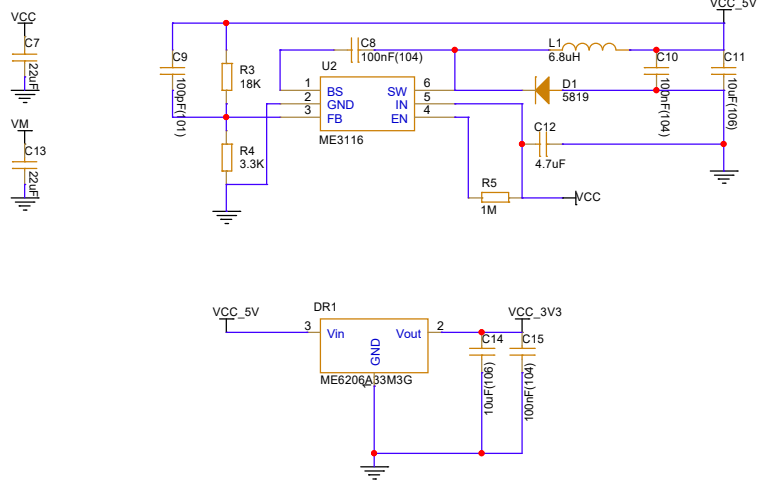 VCC_5V
VCC
C7
22uF
C9
100pF(101)
R3
18K
C8
100nF(104)
L1
6.8uH
C10
100nF(104)
C11
10uF(106)
U2
1
BS
2
GND
3
FB
6
SW
5
IN
4
EN
ME3116
D1
5819
VM
C13
22uF
R4
3.3K
C12
4.7uF
R5
1M
VCC
VCC_5V
DR1
3
Vin
2
Vout
GND
1
ME6206A33M3G
VCC_3V3
C14
10uF(106)
C15
100nF(104)